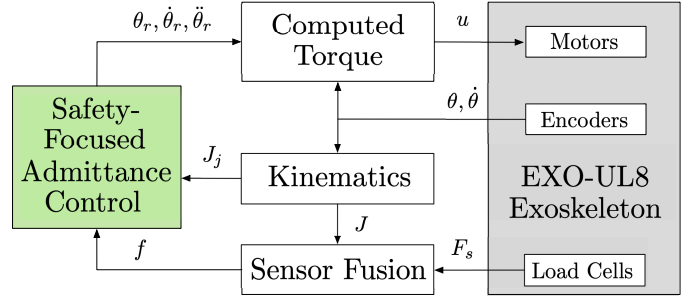 θ_r, θ̇_r, θ̈_r
Computed
Torque
u
Motors
Safety-
Focused
Admittance
Control
θ, θ̇
Encoders
J_j
Kinematics
EXO-UL8
Exoskeleton
J
f
Sensor Fusion
F_s
Load Cells